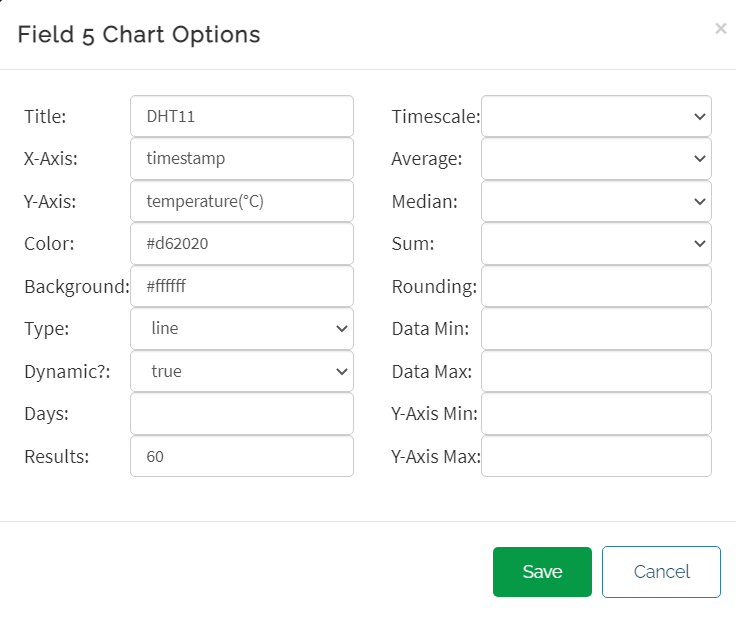 Field 5 Chart Options
×
Title: DHT11 Timescale:
X-Axis: timestamp Average:
Y-Axis: temperature(°C) Median:
Color: #d62020 Sum:
Background: #ffffff Rounding:
Type: line Data Min:
Dynamic?: true Data Max:
Days: Y-Axis Min:
Results: 60 Y-Axis Max:
Save Cancel